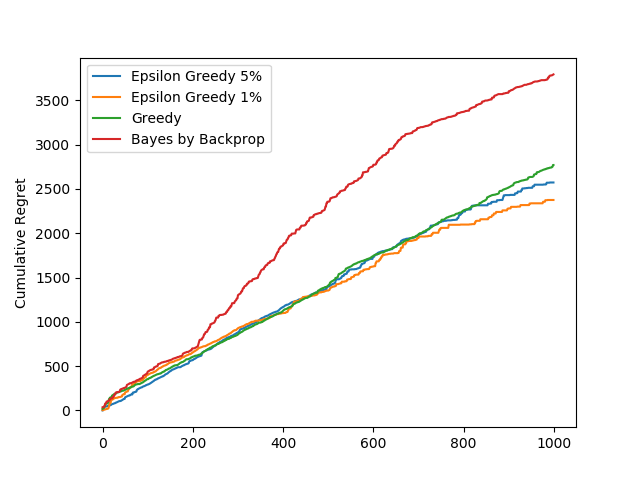 Epsilon Greedy 5%
Epsilon Greedy 1%
Greedy
Bayes by Backprop
Cumulative Regret
3500
3000
2500
2000
1500
1000
500
0
0 200 400 600 800 1000